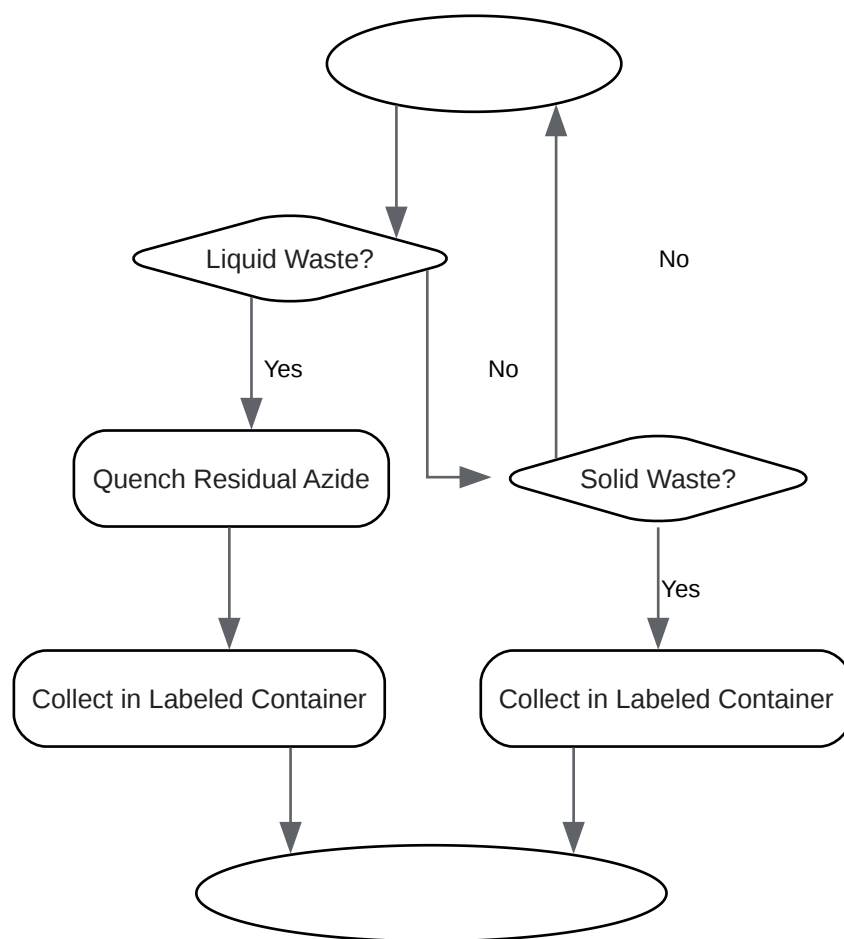 Liquid Waste?
No
Yes
No
Quench Residual Azide
Solid Waste?
Yes
Collect in Labeled Container
Collect in Labeled Container